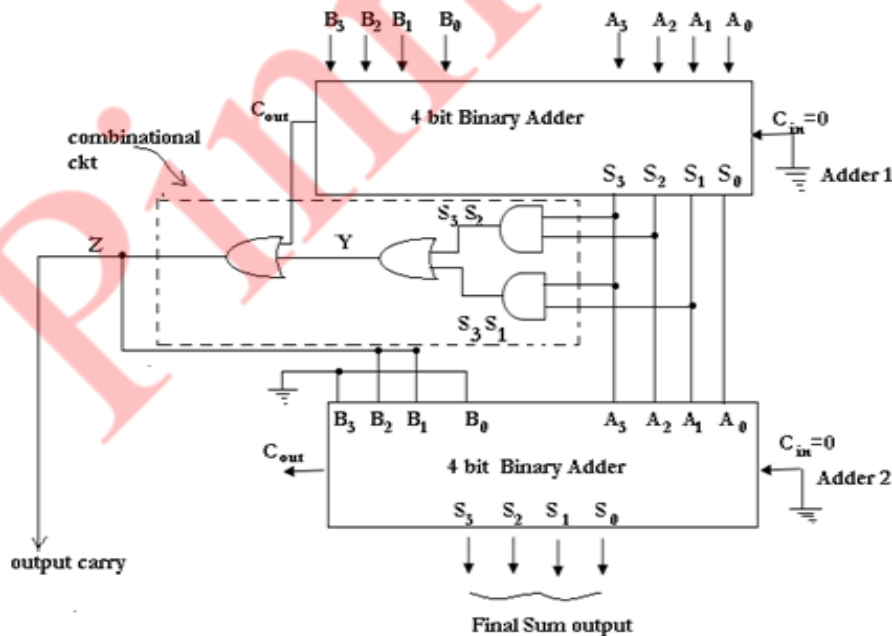 B3 B2 B1 B0 A3 A2 A1 A0
Cout
4 bit Binary Adder
Cin=0
combinational
ckt
S3 S2 S1 S0
Adder 1
S3 S2
Z
Y
S3 S1
B3 B2 B1 B0 A3 A2 A1 A0
Cin=0
Cout
4 bit Binary Adder
Adder 2
S3 S2 S1 S0
output carry
Final Sum output